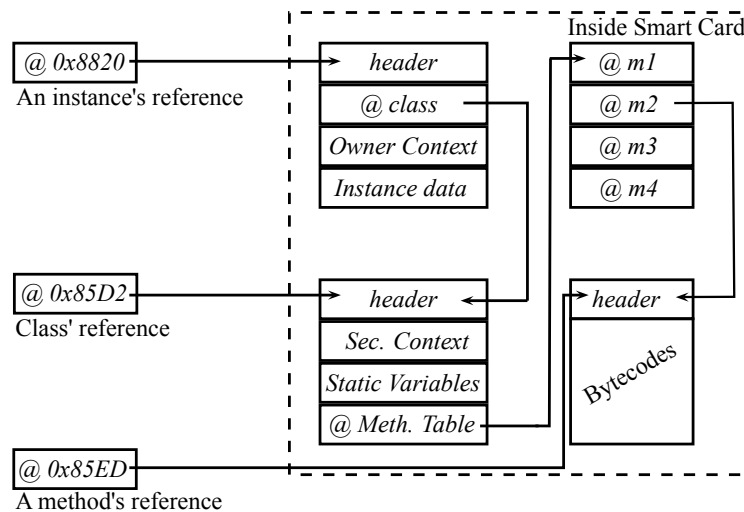 Inside Smart Card
@ 0x8820
An instance's reference
header
@ class
Owner Context
Instance data
@ m1
@ m2
@ m3
@ m4
@ 0x85D2
Class' reference
header
Sec. Context
Static Variables
@ Meth. Table
header
Bytecodes
@ 0x85ED
A method's reference